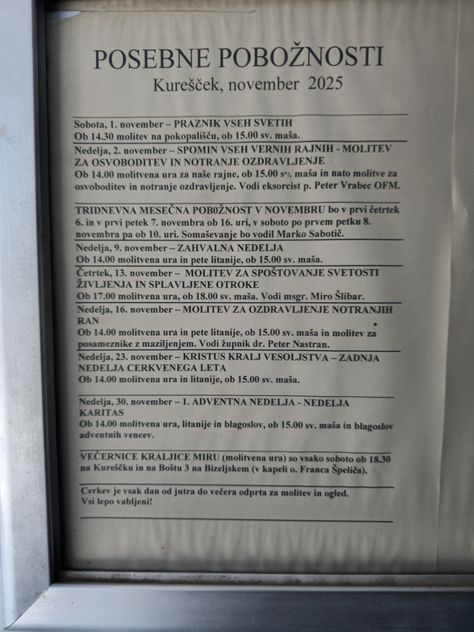 POSEBNE POBOŽNOSTI
Kurešček, november 2025
Sobota, 1. november – PRAZNIK VSEH SVETIH
Ob 14.30 molitev na pokopališču, ob 15.00 sv. maša.
Nedelja, 2. november – SPOMIN VSEH VERNIH RAJNIH - MOLITEV
ZA OSVOBODITEV IN NOTRANJE OZDRAVLJENJE
Ob 14.00 molitvena ura za naše rajne, ob 15.00 sv. maša in nato molitve za
osvoboditev in notranje ozdravljenje. Vodi eksorcist p. Peter Vrabec OFM.
TRIDNEVNA MESEČNA POBOŽNOST V NOVEMBRU bo v prvi četrtek
6. in v prvi petek 7. novembra ob 16. uri, v soboto po prvem petku 8.
novembra pa ob 10. uri. Somaševanje bo vodil Marko Sabotič.
Nedelja, 9. november – ZAHVALNA NEDELJA
Ob 14.00 molitvena ura in pete litanije, ob 15.00 sv. maša.
Četrtek, 13. november – MOLITEV ZA SPOŠTOVANJE SVETOSTI
ŽIVLJENJA IN SPLAVLJENE OTROKE
Ob 17.00 molitvena ura, ob 18.00 sv. maša. Vodi msgr. Miro Šlibar.
Nedelja, 16. november – MOLITEV ZA OZDRAVLJENJE NOTRANJIH
RAN
Ob 14.00 molitvena ura in pete litanije, ob 15.00 sv. maša in molitev za
posameznike z maziljenjem. Vodi župnik dr. Peter Nastran.
Nedelja, 23. november – KRISTUS KRALJ VESOLJSTVA – ZADNJA
NEDELJA CERKVENEGA LETA
Ob 14.00 molitvena ura in litanije, ob 15.00 sv. maša.
Nedelja, 30. november – 1. ADVENTNA NEDELJA - NEDELJA
KARITAS
Ob 14.00 molitvena ura, litanije in blagoslov, ob 15.00 sv. maša in blagoslov
adventnih vencev.
VEČERNICE KRALJICE MIRU (molitvena ura) so vsako soboto ob 18.30
na Kureščku in na Boštu 3 na Bizeljskem (v kapeli o. Franca Špeliča).
Cerkev je vsak dan od jutra do večera odprta za molitev in ogled.
Vsi lepo vabljeni!